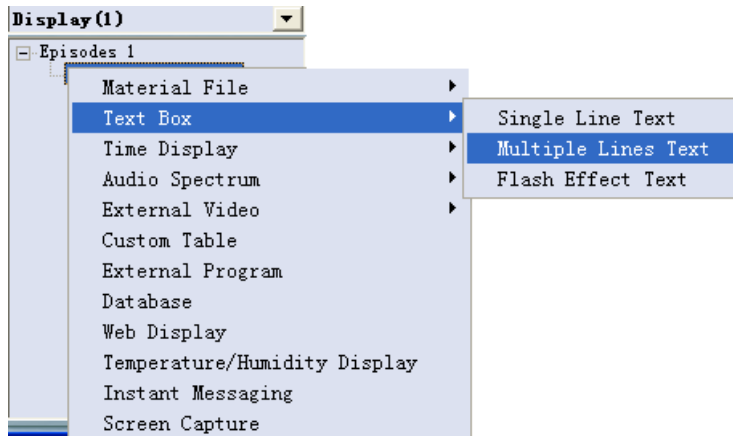 Display(1)
Episodes 1
Material File
Text Box
Time Display
Audio Spectrum
External Video
Custom Table
External Program
Database
Web Display
Temperature/Humidity Display
Instant Messaging
Screen Capture
Single Line Text
Multiple Lines Text
Flash Effect Text